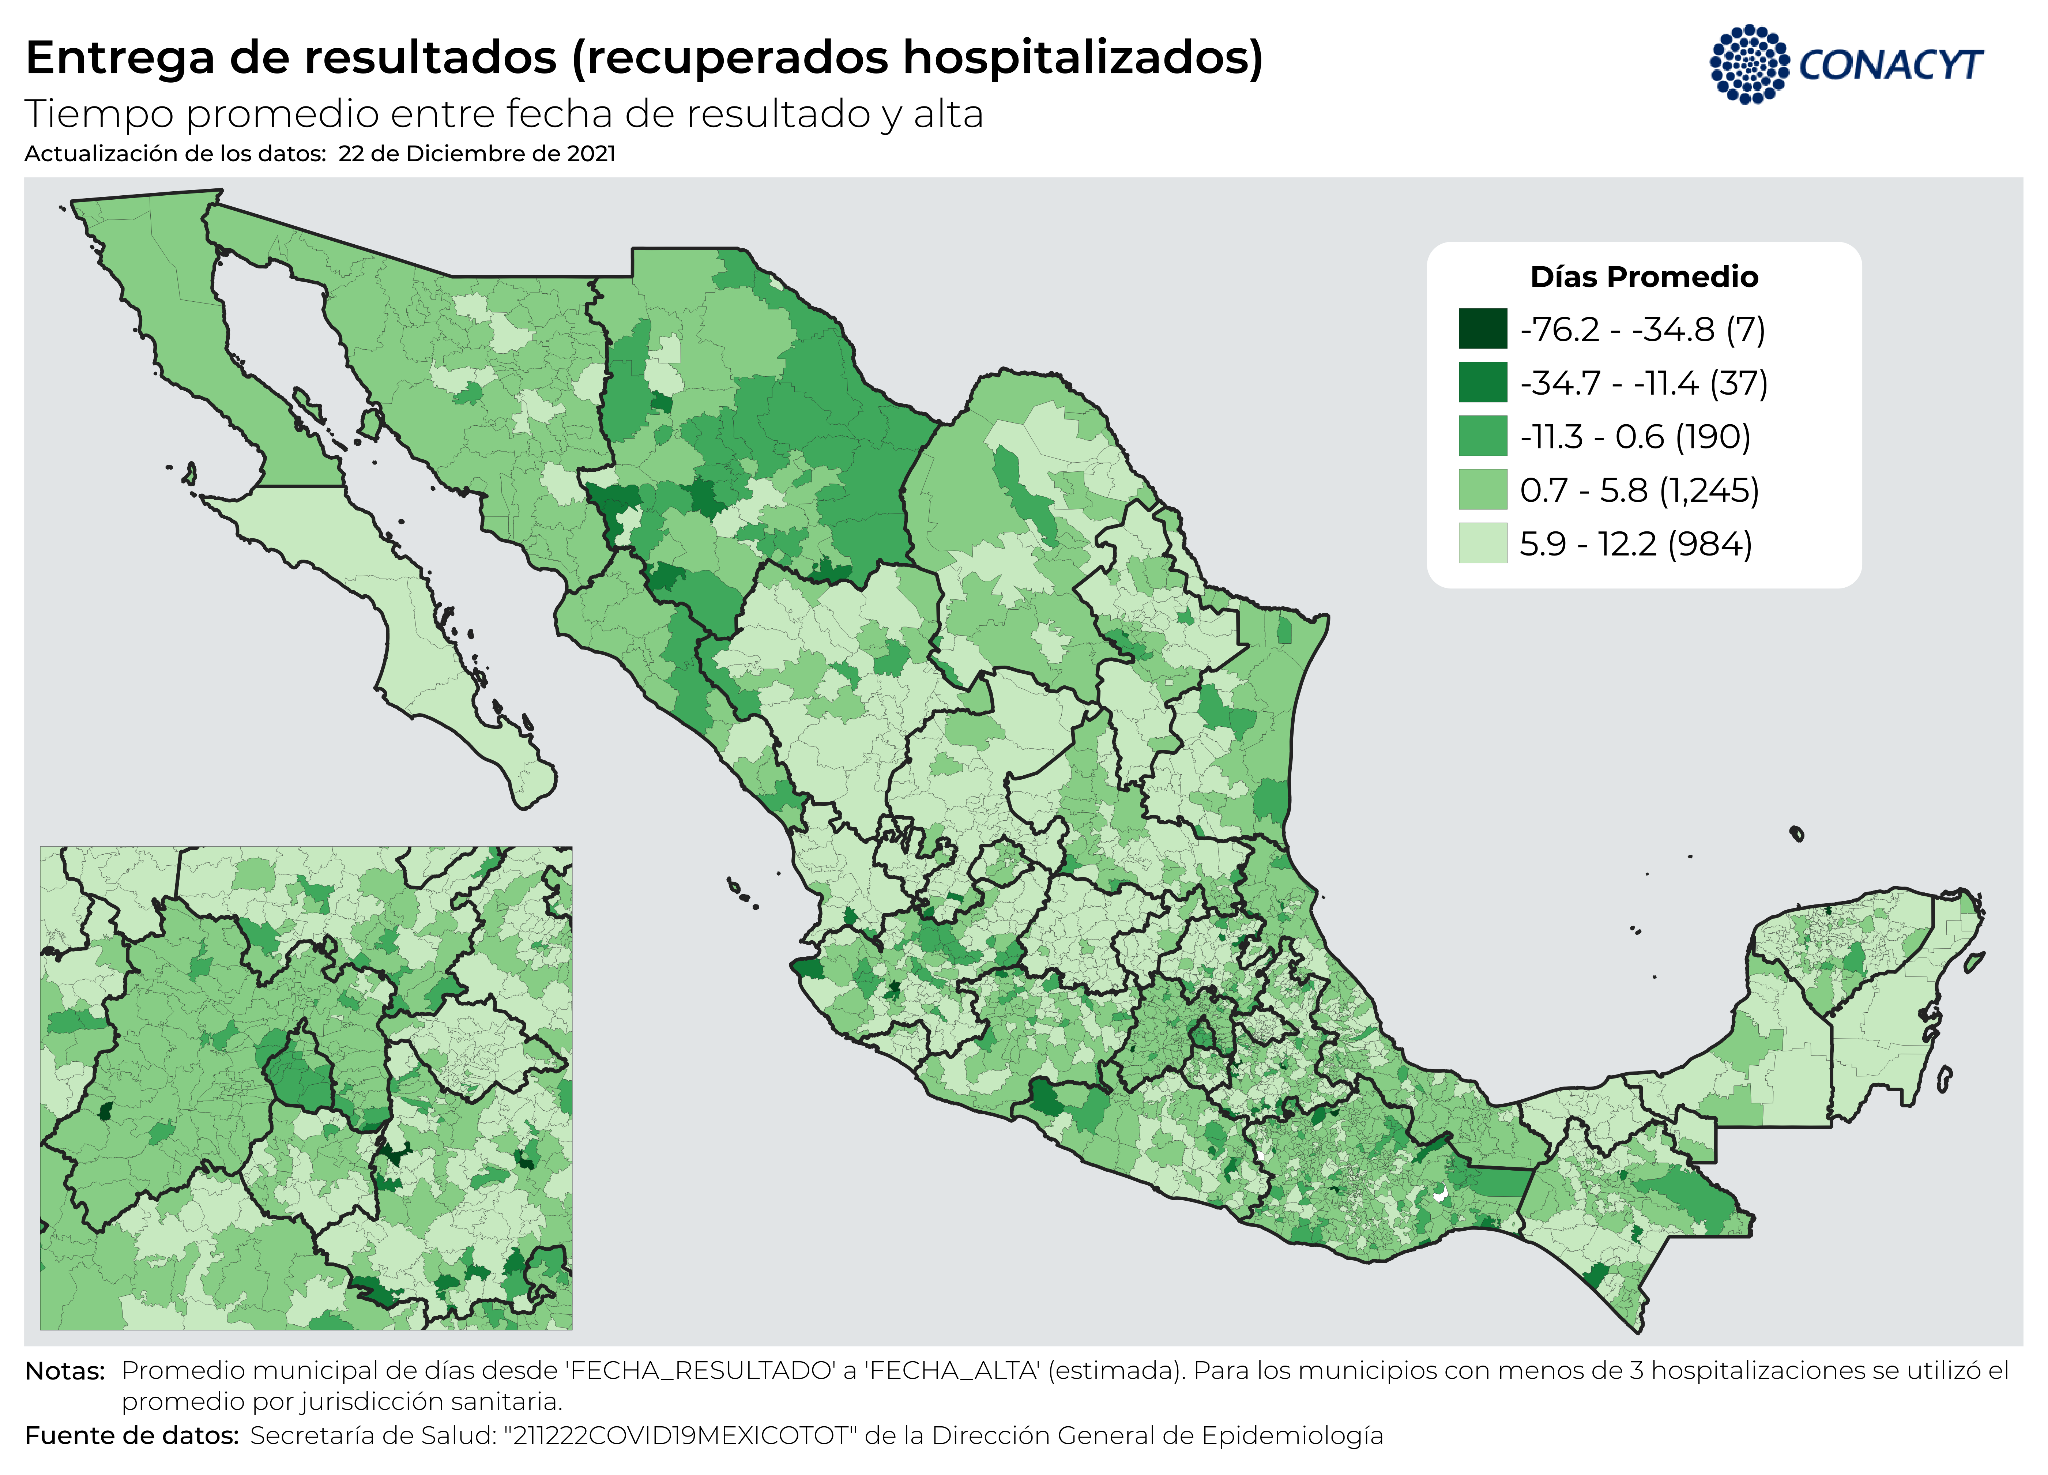 Entrega de resultados (recuperados hospitalizados)
Tiempo promedio entre fecha de resultado y alta
Actualización de los datos: 22 de Diciembre de 2021
CONACYT
Días Promedio
-76.2 - -34.8 (7)
-34.7 - -11.4 (37)
-11.3 - 0.6 (190)
0.7 - 5.8 (1,245)
5.9 - 12.2 (984)
Notas: Promedio municipal de días desde 'FECHA_RESULTADO' a 'FECHA_ALTA' (estimada). Para los municipios con menos de 3 hospitalizaciones se utilizó el
promedio por jurisdicción sanitaria.
Fuente de datos: Secretaría de Salud: "211222COVID19MEXICOTOT" de la Dirección General de Epidemiología